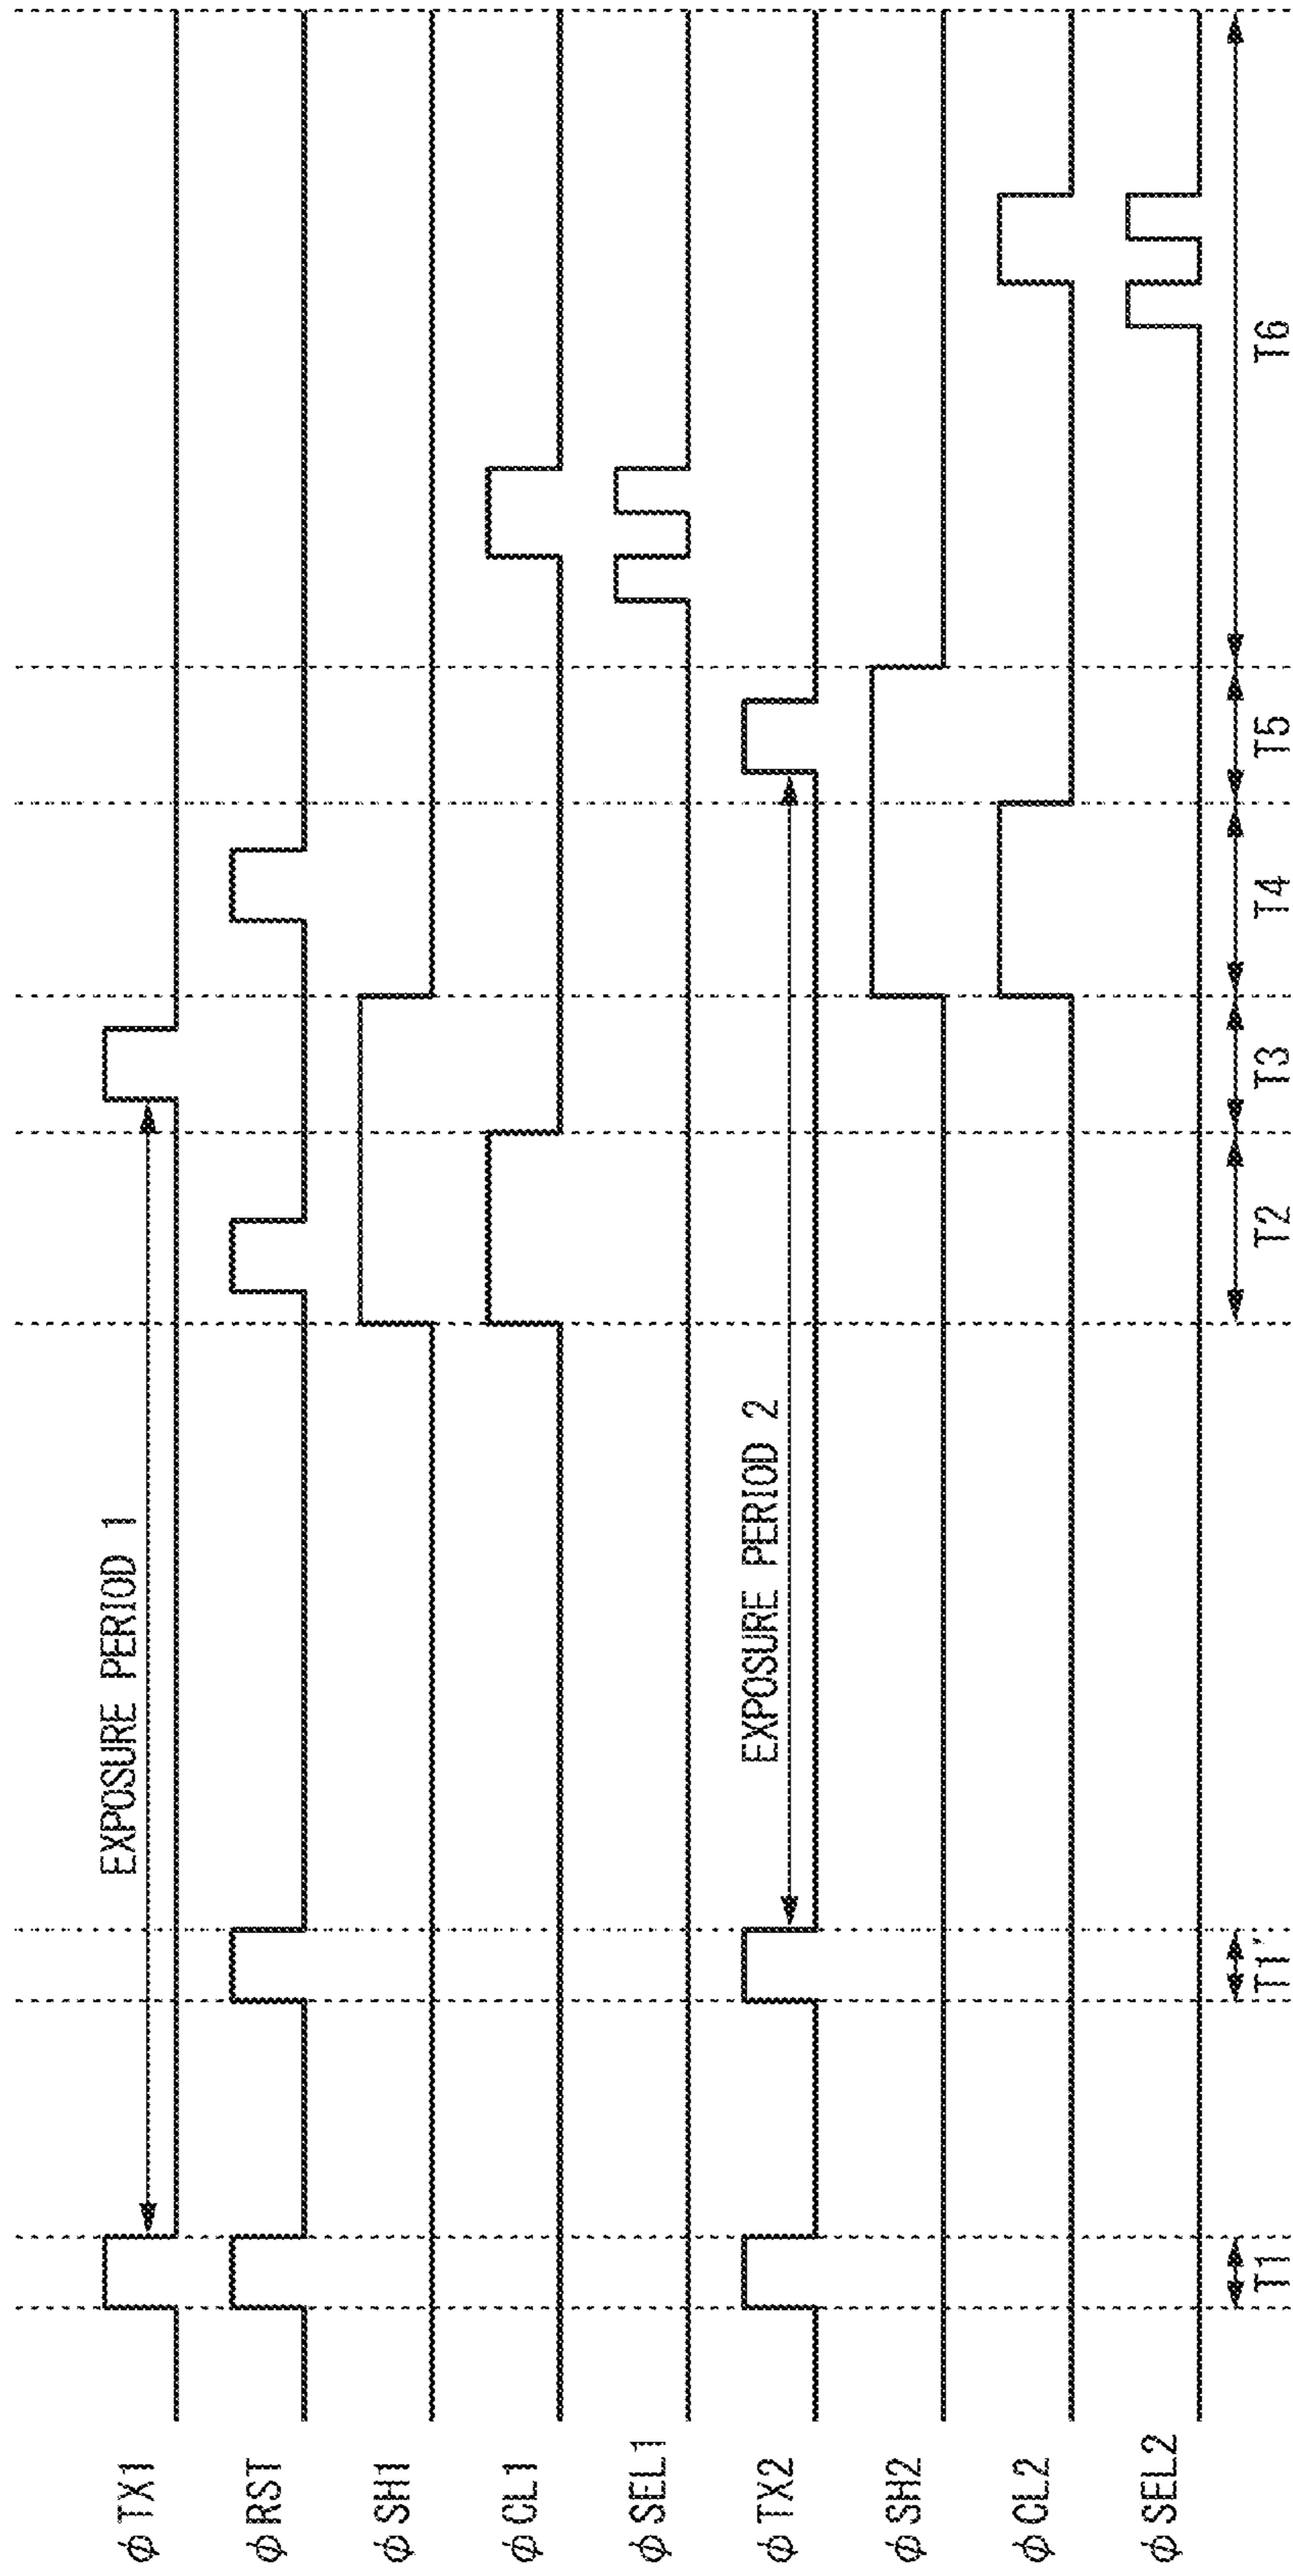 EXPOSURE PERIOD 1
EXPOSURE PERIOD 2
φTX1
φRST
φSH1
φCL1
φSEL1
φTX2
φSH2
φCL2
φSEL2
T1
T1'
T2
T3
T4
T5
T6